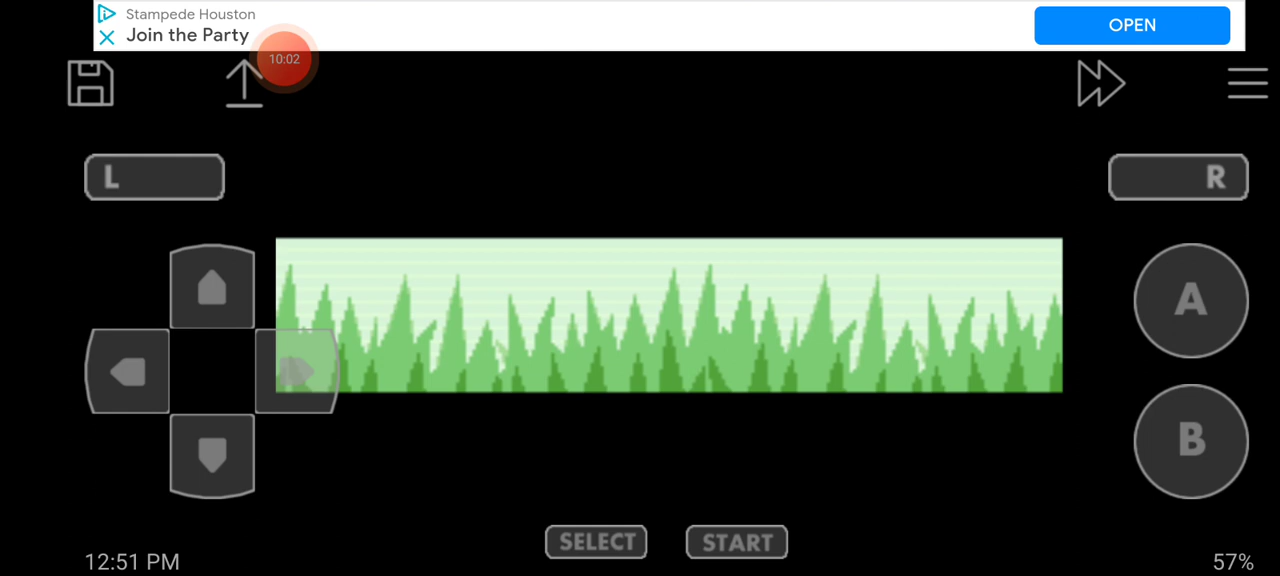 Stampede Houston
Join the Party
OPEN
10:02
L
R
A
B
SELECT
START
12:51 PM
57%